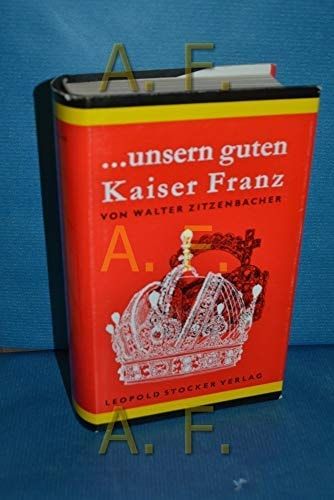 A. F.
...unsern guten
Kaiser Franz
VON WALTER ZITZENBACHER
A. F.
A. F.
LEOPOLD STOCKER VERLAG
A. F.